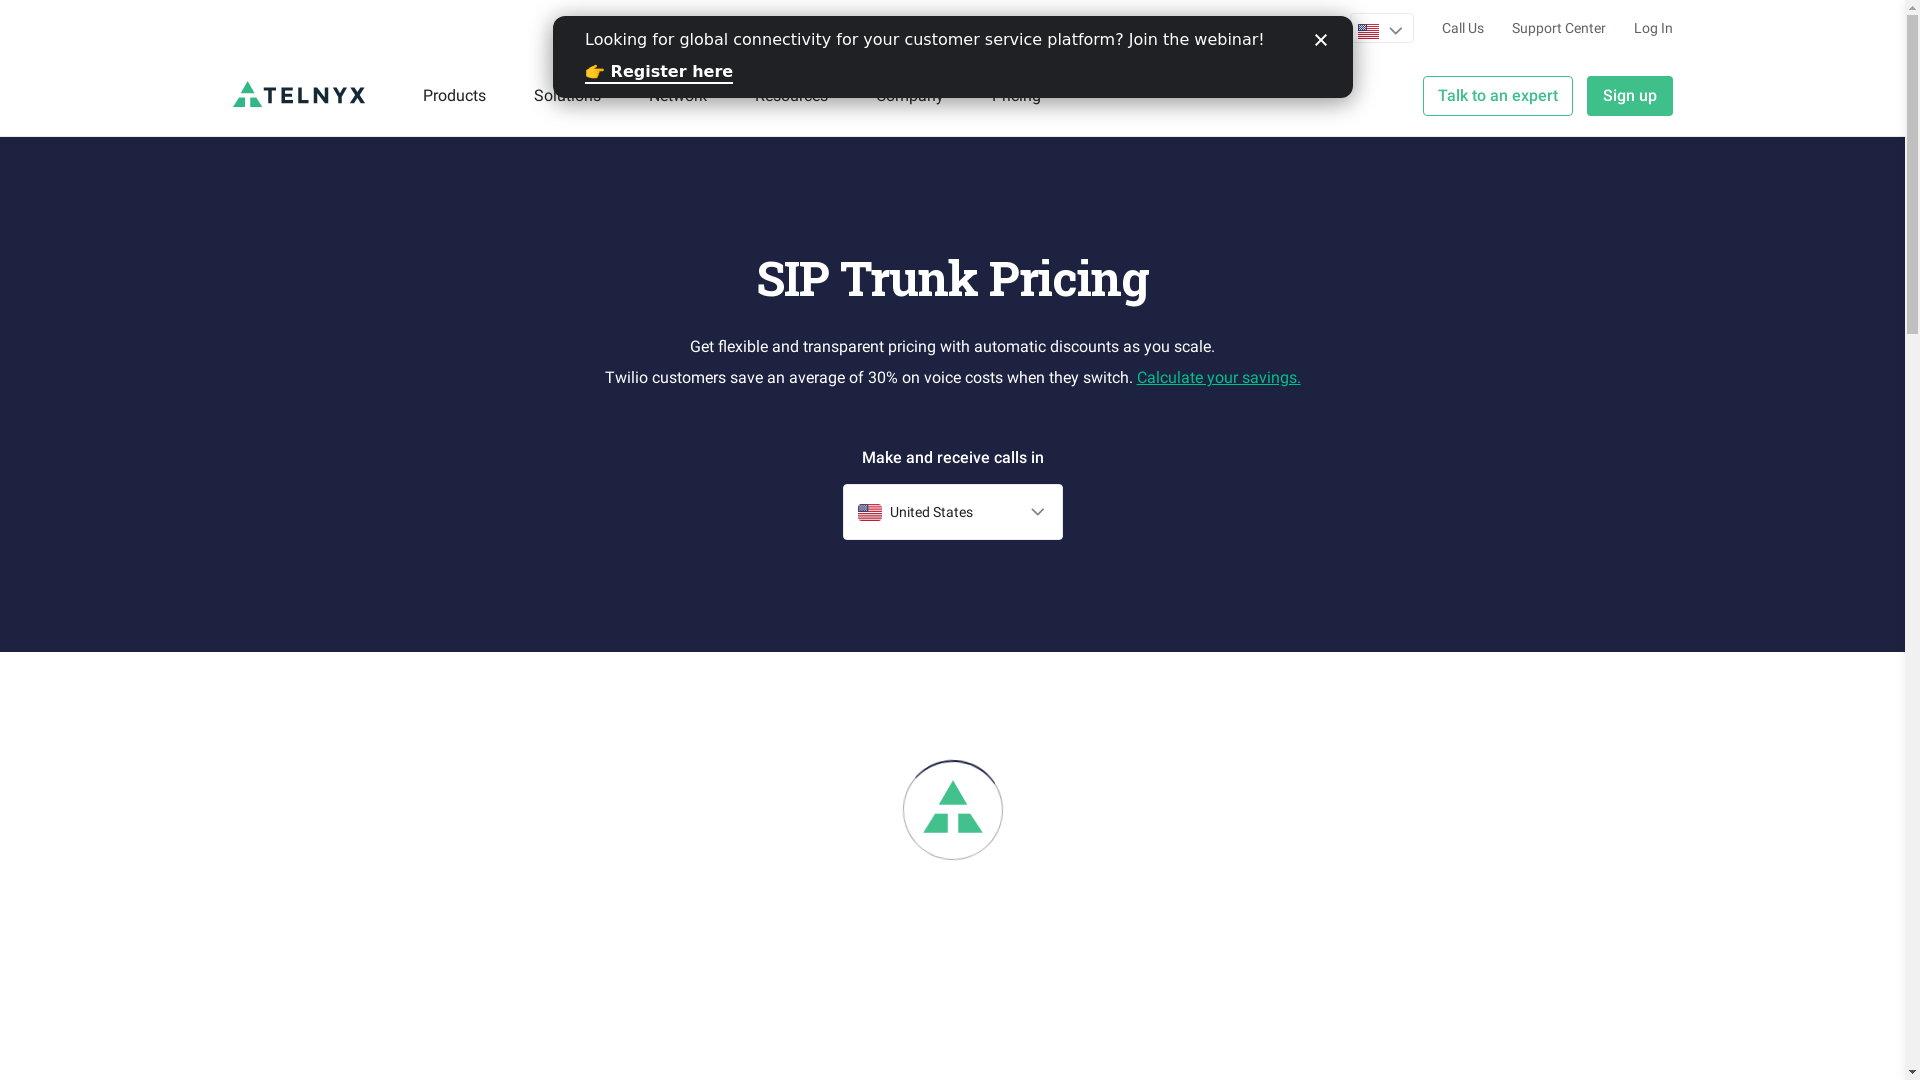 Looking for global connectivity for your customer service platform? Join the webinar!
👉 Register here
Call Us
Support Center
Log In
TELNYX
Products
Solutions
Network
Resources
Company
Pricing
Talk to an expert
Sign up
SIP Trunk Pricing
Get flexible and transparent pricing with automatic discounts as you scale.
Twilio customers save an average of 30% on voice costs when they switch. Calculate your savings.
Make and receive calls in
United States